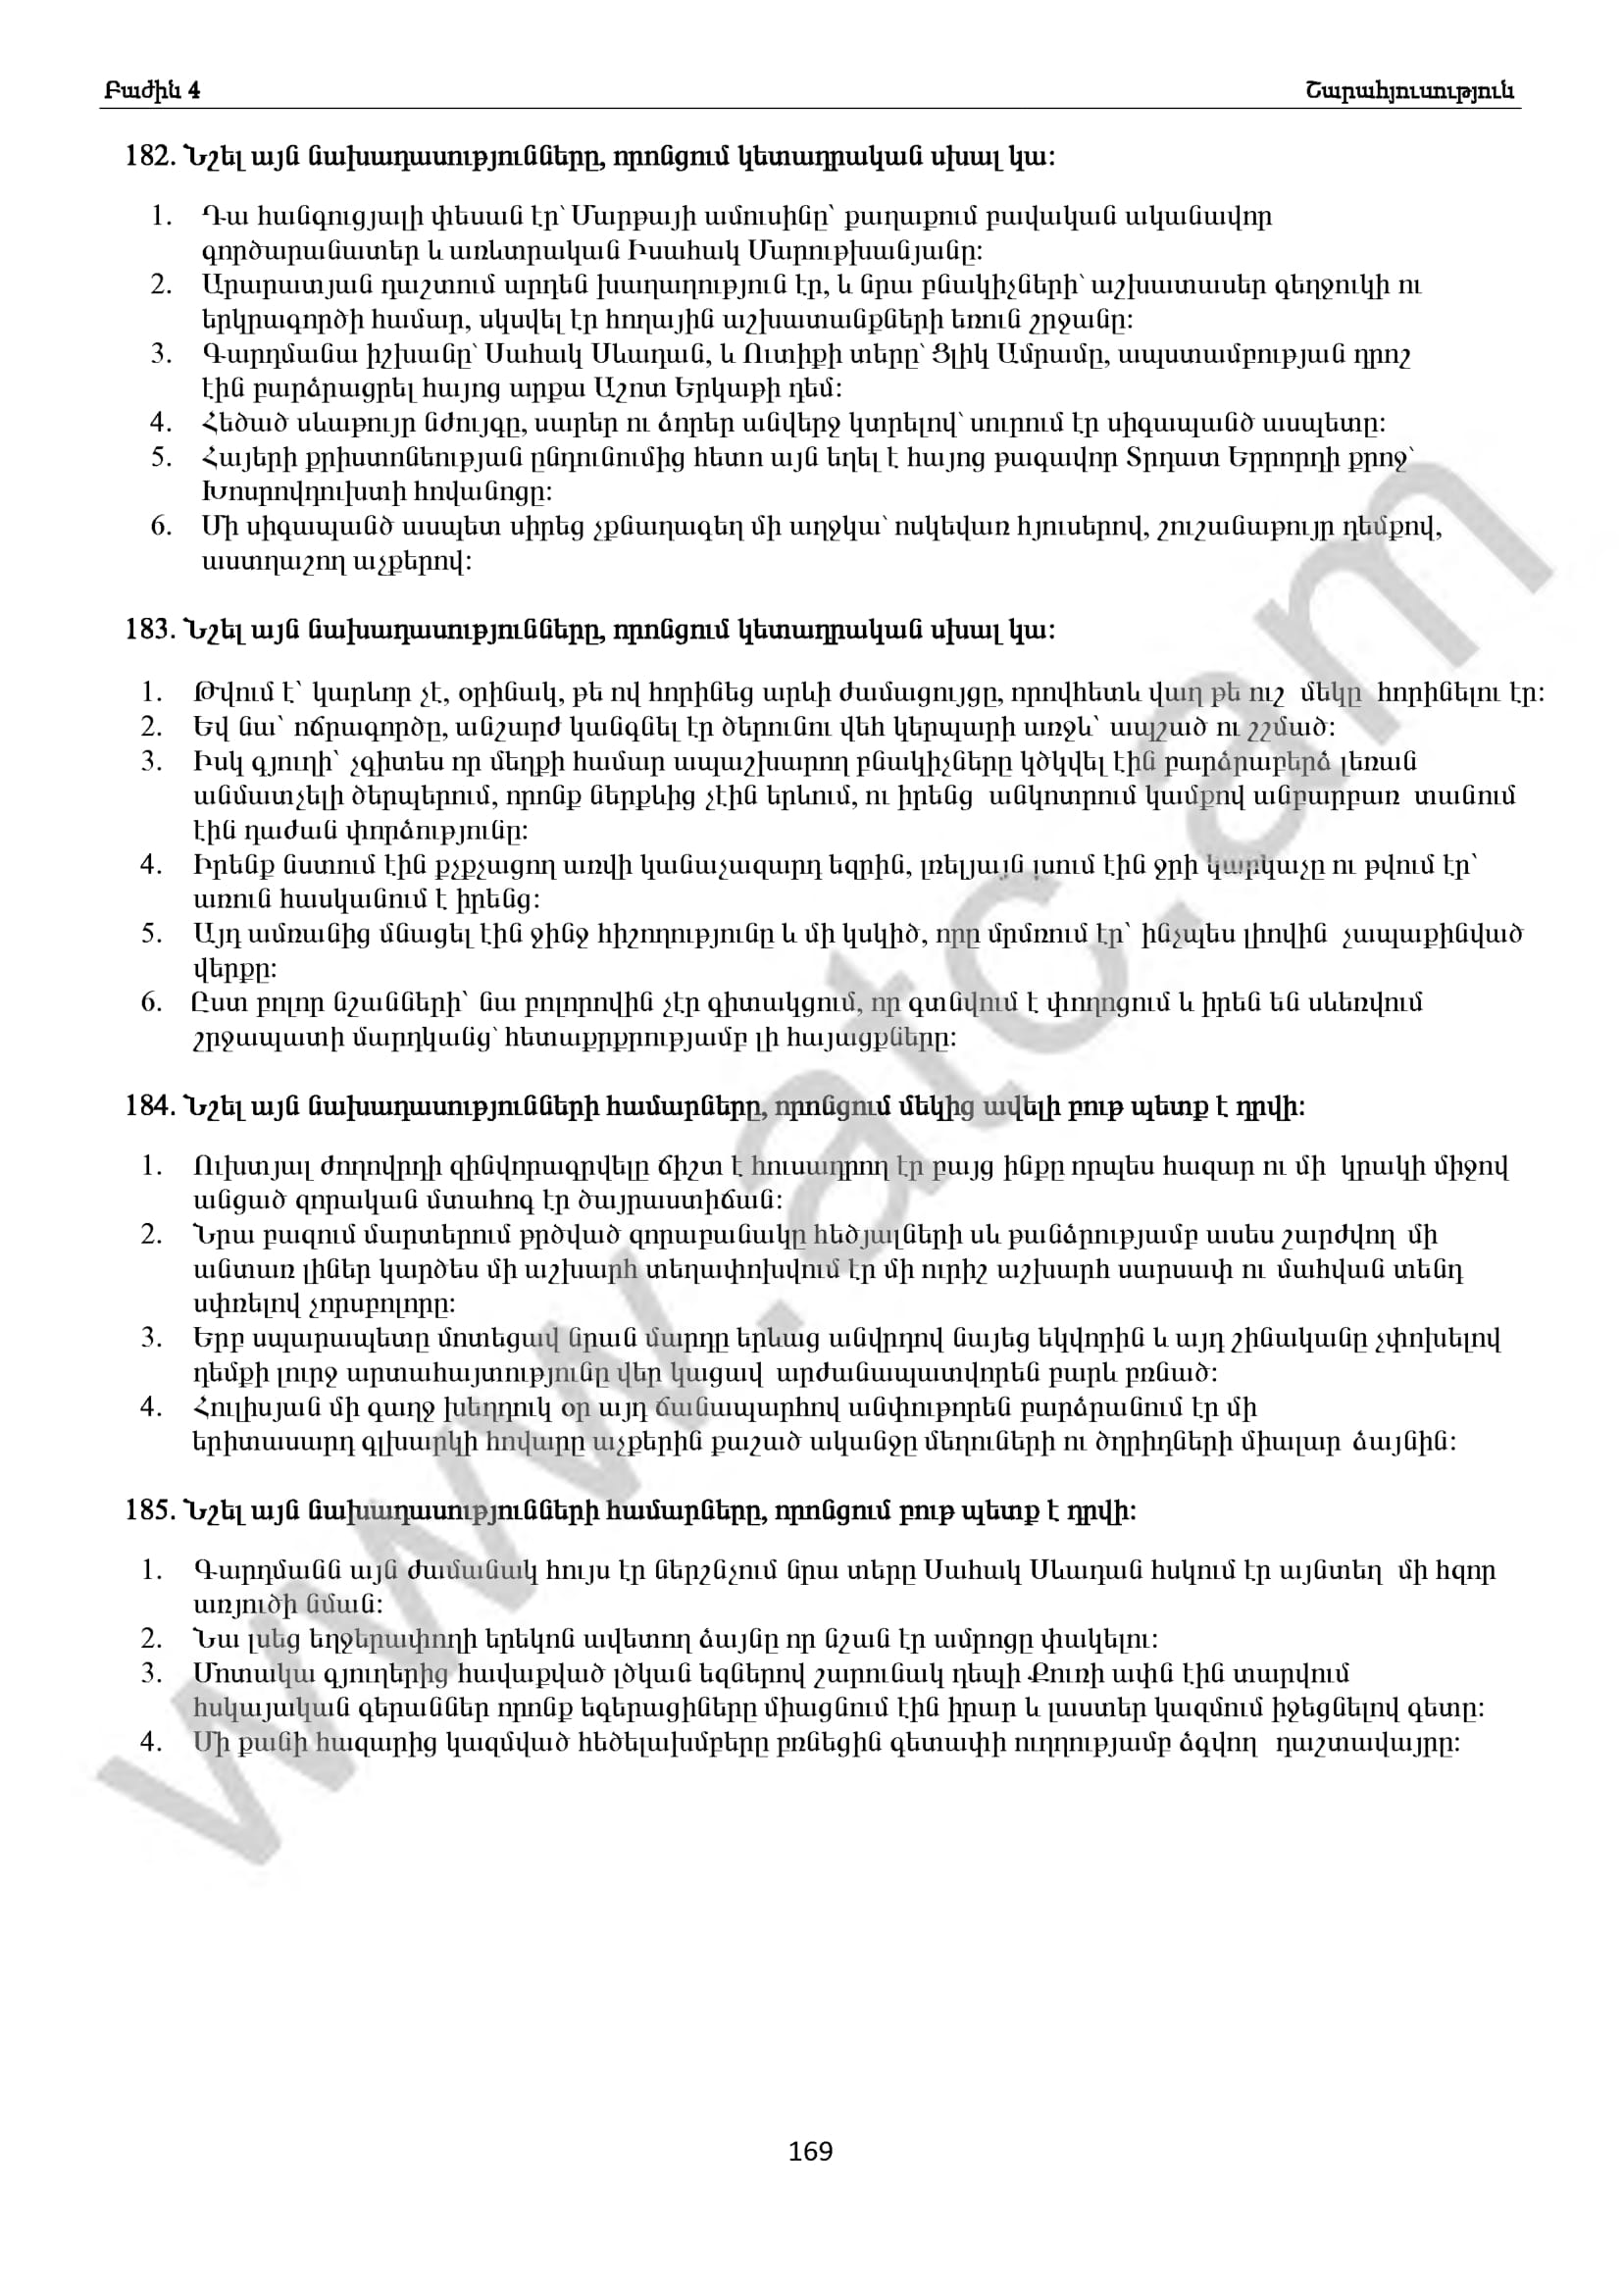 Բաժին 4 Շարահյուսություն
182. Նշել այն նախադասությունները, որոնցում կետադրական սխալ կա:
1. Դա հանգուցյալի փեսան էր՝ Մարթայի ամուսինը՝ քաղաքում բավական ականավոր
գործարանատեր և առևտրական Իսահակ Մարութխանյանը:
2. Արարատյան դաշտում արդեն խաղաղություն էր, և նրա բնակիչների՝ աշխատասեր գեղջուկի ու
երկրագործի համար, սկսվել էր հողային աշխատանքների եռուն շրջանը:
3. Գարդմանա իշխանը՝ Սահակ Սևադան, և Ուտիքի տերը՝ Ցլիկ Ամրամը, ապստամբության դրոշ
էին բարձրացրել հայոց արքա Աշոտ Երկաթի դեմ:
4. Հեծած սևաթույր նժույգը, սարեր ու ձորեր անվերջ կտրելով՝ սուրում էր սիգապանծ ասպետը:
5. Հայերի քրիստոնեության ընդունումից հետո այն եղել է հայոց թագավոր Տրդատ Երրորդի քրոջ՝
Խոսրովդուխտի հովանոցը:
6. Մի սիգապանծ ասպետ սիրեց չքնաղագեղ մի աղջկա՝ ոսկեվառ հյուսերով, շուշանաթույր դեմքով,
աստղաշող աչքերով:
183. Նշել այն նախադասությունները, որոնցում կետադրական սխալ կա:
1. Թվում է՝ կարևոր չէ, օրինակ, թե ով հորինեց արևի ժամացույցը, որովհետև վաղ թե ուշ մեկը հորինելու էր:
2. Եվ նա՝ ոճրագործը, անշարժ կանգնել էր ծերունու վեհ կերպարի առջև՝ ապշած ու շշմած:
3. Իսկ գյուղի՝ չգիտես որ մեղքի համար ապաշխարող բնակիչները կծկվել էին բարձրաբերձ լեռան
անմատչելի ծերպերում, որոնք ներքևից չէին երևում, ու իրենց անկոտրում կամքով անբարբառ տանում
էին դաժան փորձությունը:
4. Իրենք նստում էին քչքչացող առվի կանաչազարդ եզրին, լռելյայն լսում էին ջրի կարկաչը ու թվում էր՝
առուն հասկանում է իրենց:
5. Այդ ամռանից մնացել էին ջինջ հիշողությունը և մի կսկիծ, որը մրմռում էր՝ ինչպես լիովին չապաքինված
վերքը:
6. Ըստ բոլոր նշանների՝ նա բոլորովին չէր գիտակցում, որ գտնվում է փողոցում և իրեն են սևեռվում
շրջապատի մարդկանց՝ հետաքրքրությամբ լի հայացքները:
184. Նշել այն նախադասությունների համարները, որոնցում մեկից ավելի բութ պետք է դրվի:
1. Ուխտյալ ժողովրդի զինվորագրվելը ճիշտ է հուսադրող էր բայց ինքը որպես հազար ու մի կրակի միջով
անցած զորական մտահոգ էր ծայրաստիճան:
2. Նրա բազում մարտերում թրծված զորաբանակը հեծյալների սև թանձրությամբ ասես շարժվող մի
անտառ լիներ կարծես մի աշխարհ տեղափոխվում էր մի ուրիշ աշխարհ սարսափ ու մահվան տենդ
սփռելով չորսբոլորը:
3. Երբ սպարապետը մոտեցավ նրան մարդը երևաց անվրդով նայեց եկվորին և այդ շինականը չփոխելով
դեմքի լուրջ արտահայտությունը վեր կացավ արժանապատվորեն բարև բռնած:
4. Հուլիսյան մի գաղջ խեղդուկ օր այդ ճանապարհով անփութորեն բարձրանում էր մի
երիտասարդ գլխարկի հովարը աչքերին քաշած ականջը մեղուների ու ծղրիդների միալար ձայնին:
185. Նշել այն նախադասությունների համարները, որոնցում բութ պետք է դրվի:
1. Գարդմանն այն ժամանակ հույս էր ներշնչում նրա տերը Սահակ Սևադան հսկում էր այնտեղ մի հզոր
առյուծի նման:
2. Նա լսեց եղջերափողի երեկոն ավետող ձայնը որ նշան էր ամրոցը փակելու:
3. Մոտակա գյուղերից հավաքված լծկան եզներով շարունակ դեպի Քուռի ափն էին տարվում
հսկայական գերաններ որոնք եգերացիները միացնում էին իրար և լաստեր կազմում իջեցնելով գետը:
4. Մի քանի հազարից կազմված հեծելախմբերը բռնեցին գետափի ուղղությամբ ձգվող դաշտավայրը:
www.atc.am
169